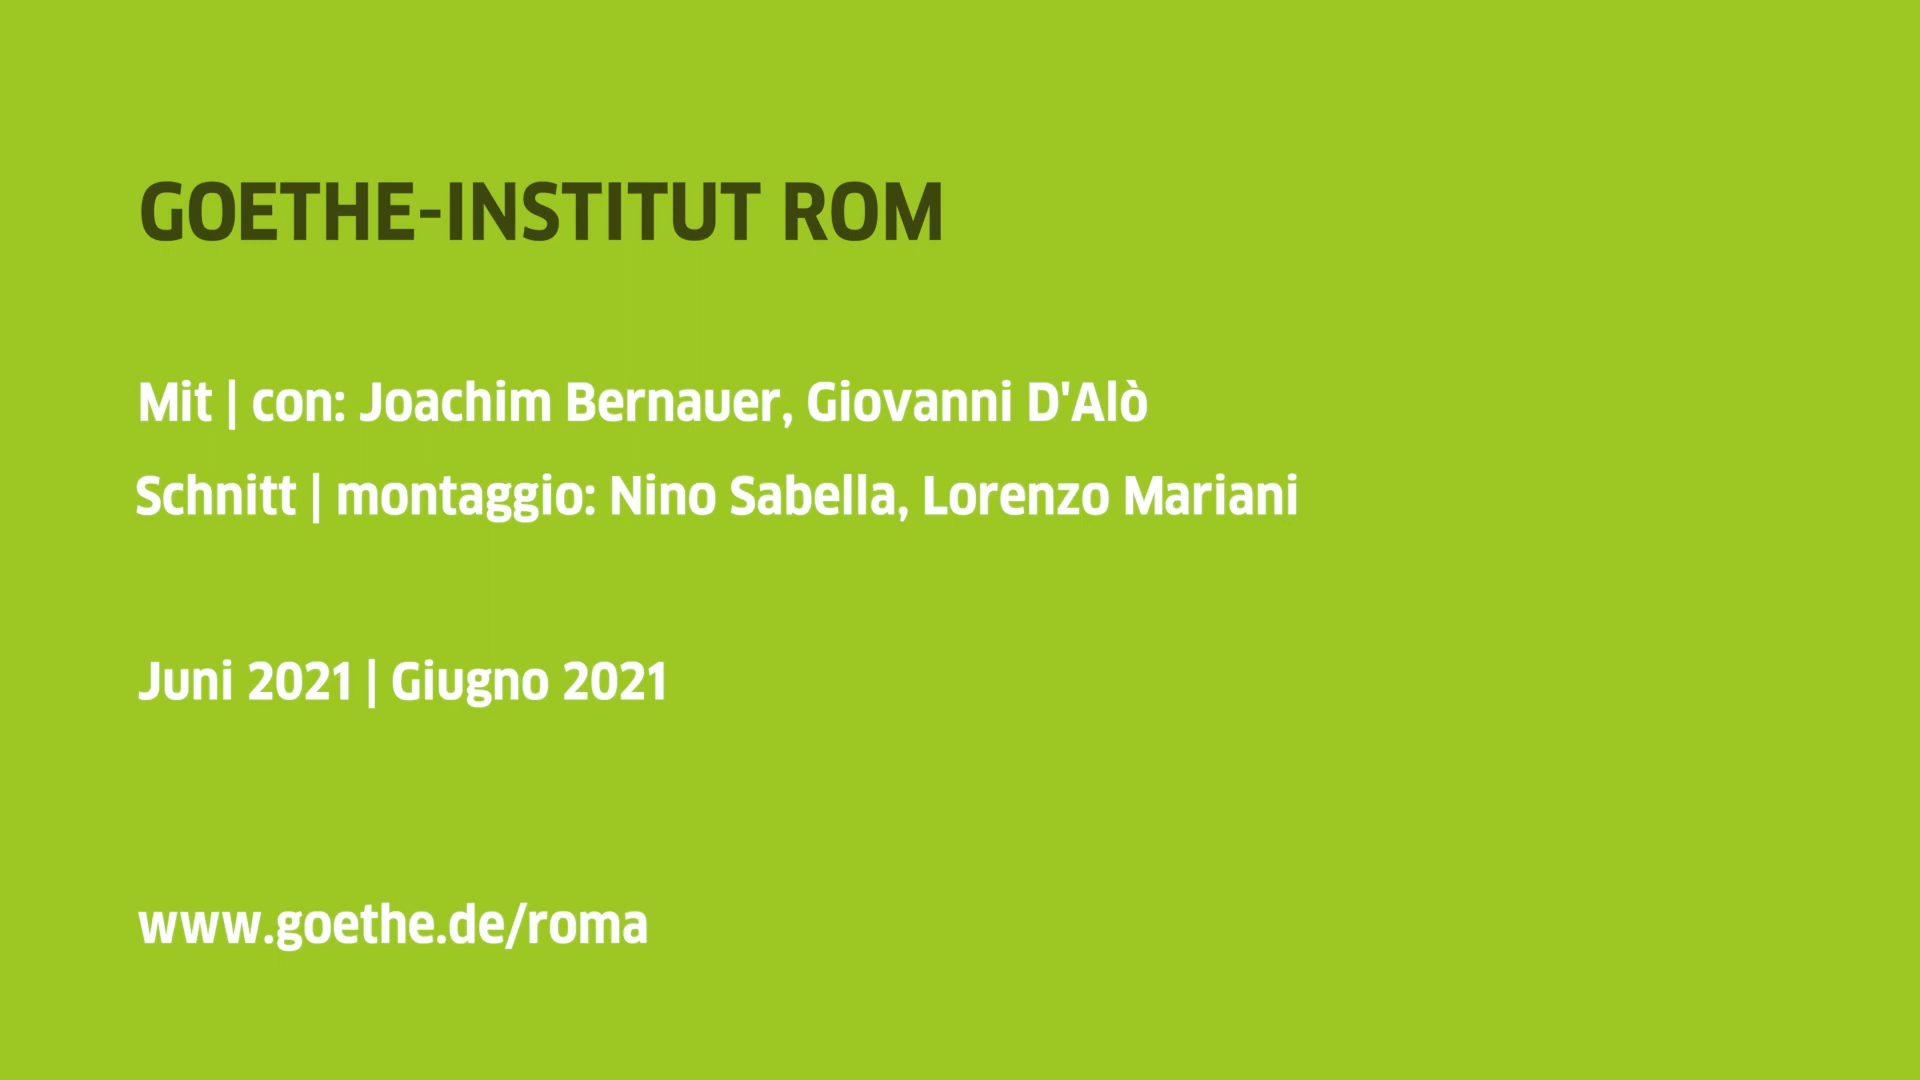 GOETHE-INSTITUT ROM
Mit | con: Joachim Bernauer, Giovanni D'Alò
Schnitt | montaggio: Nino Sabella, Lorenzo Mariani
Juni 2021 | Giugno 2021
www.goethe.de/roma